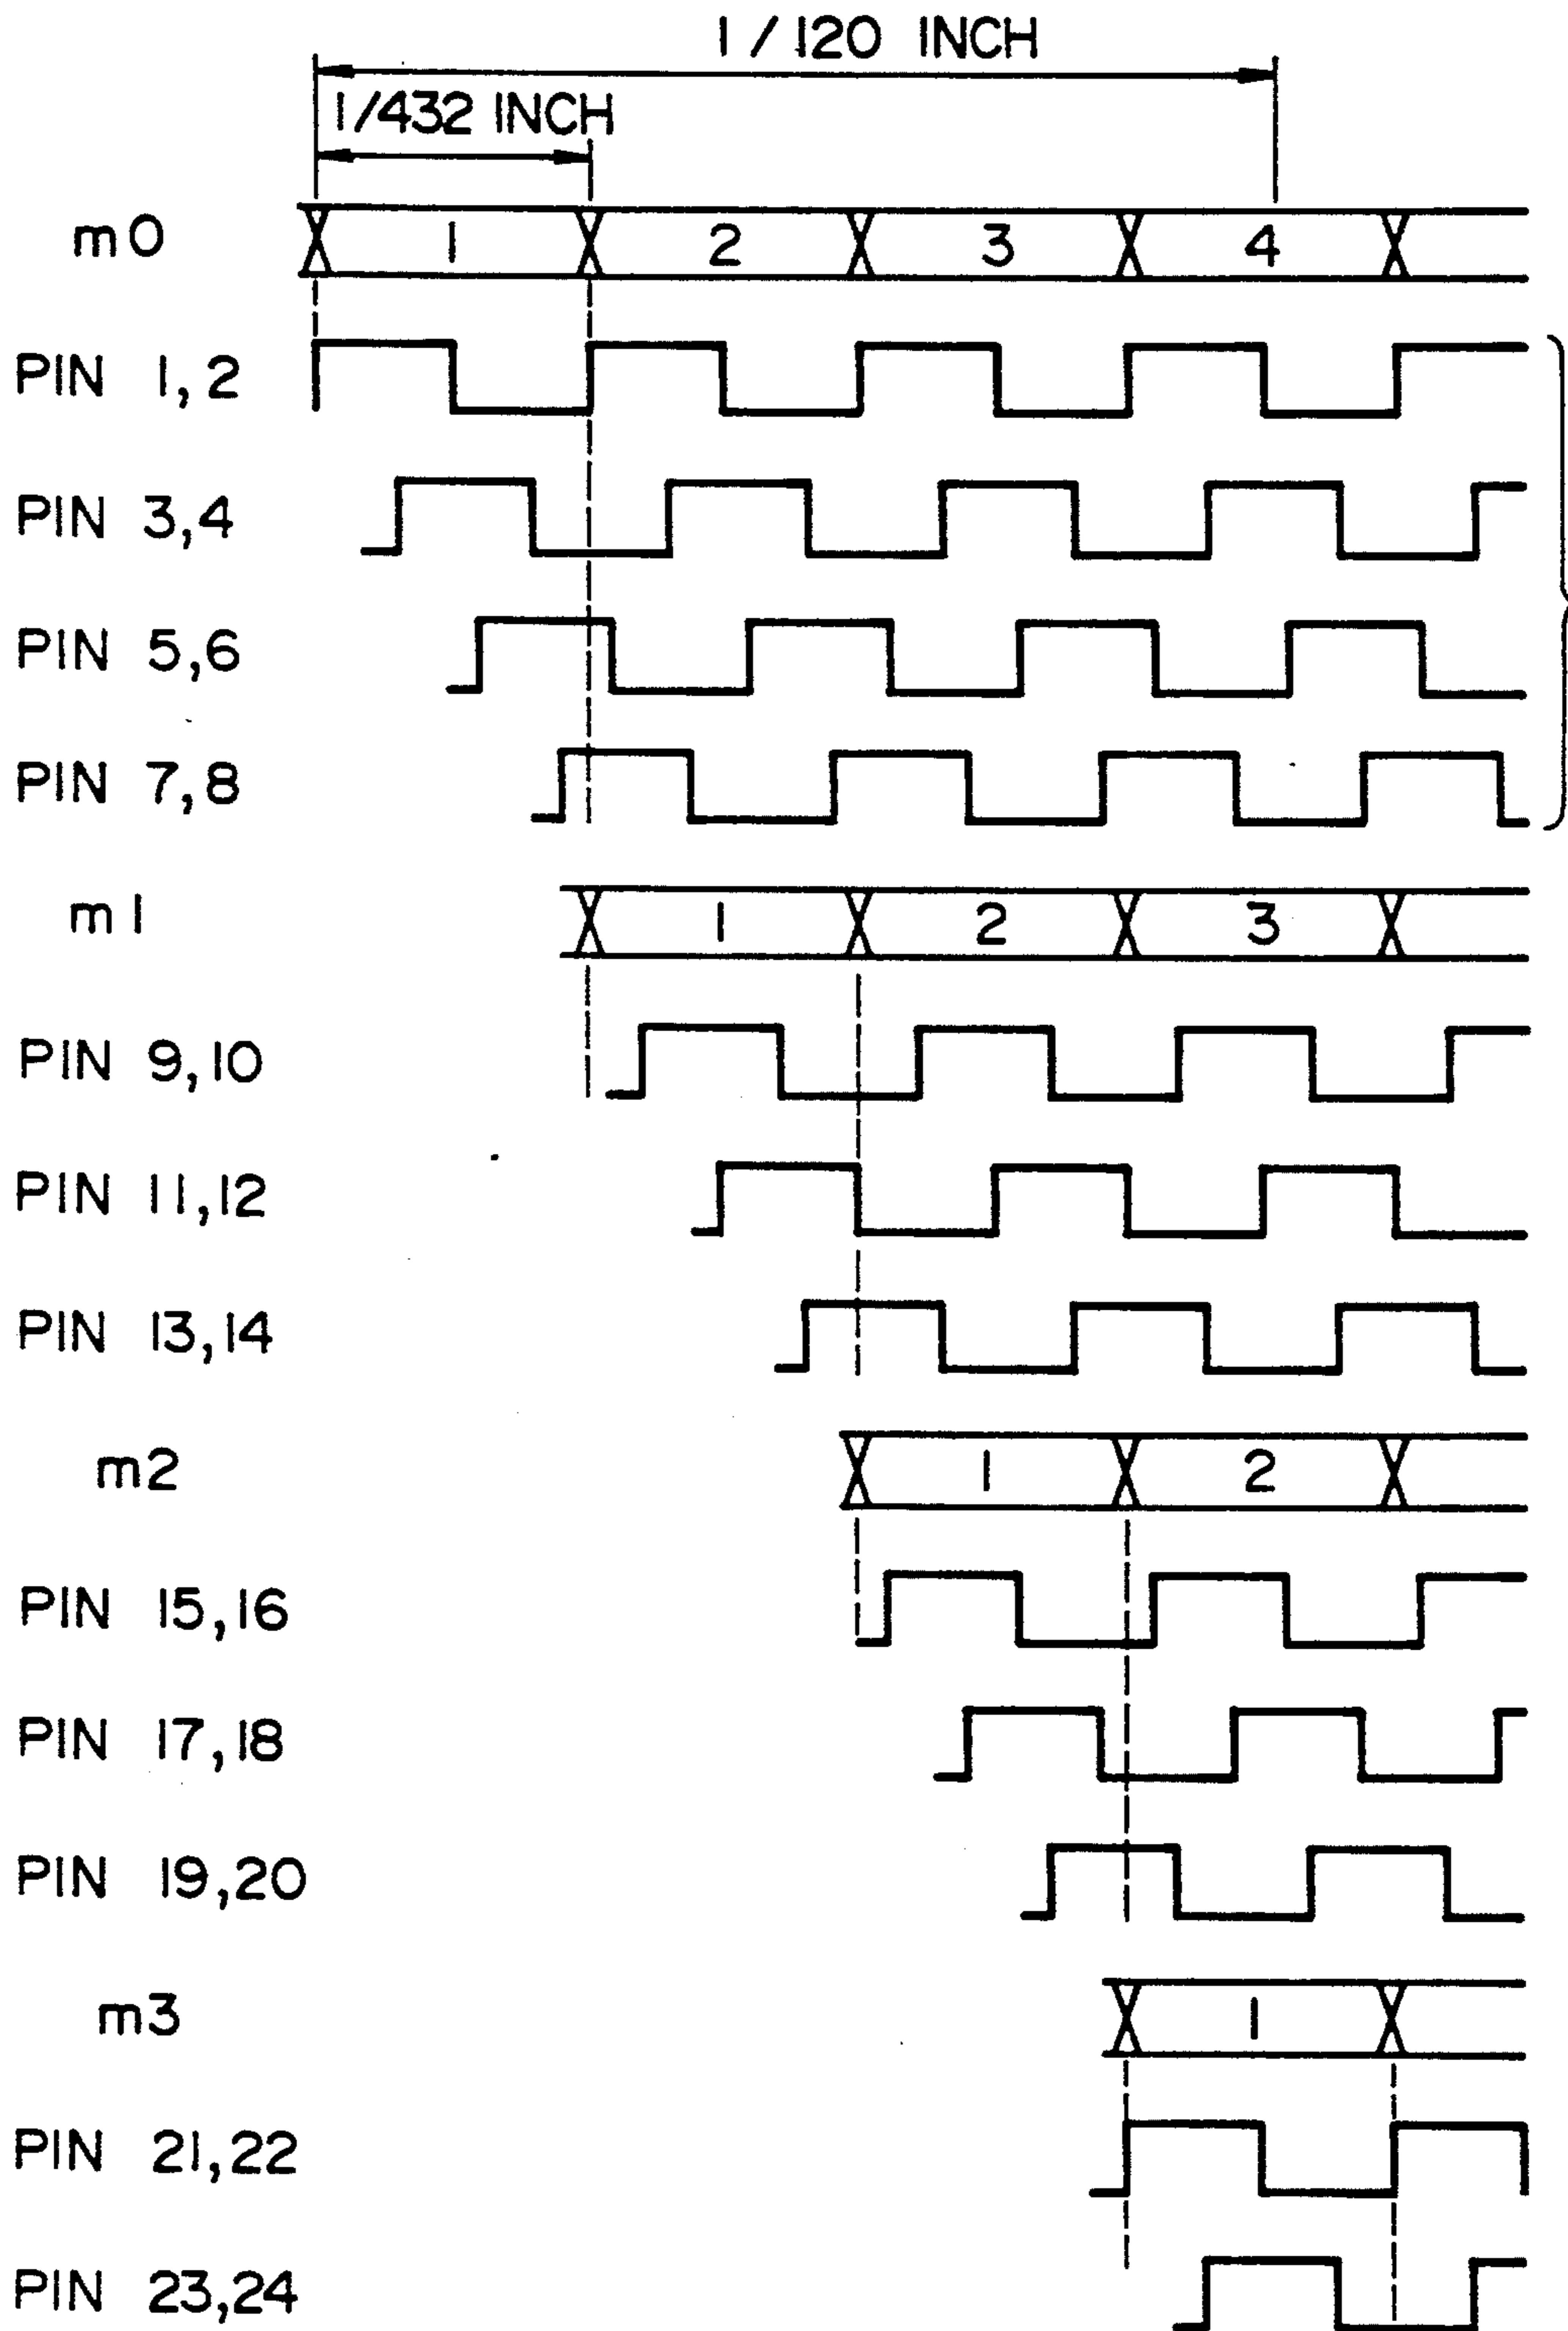 1/120 INCH
1/432 INCH
m0 1 2 3 4
PIN 1,2
PIN 3,4
PIN 5,6
PIN 7,8
m1 1 2 3
PIN 9,10
PIN 11,12
PIN 13,14
m2 1 2
PIN 15,16
PIN 17,18
PIN 19,20
m3 1
PIN 21,22
PIN 23,24